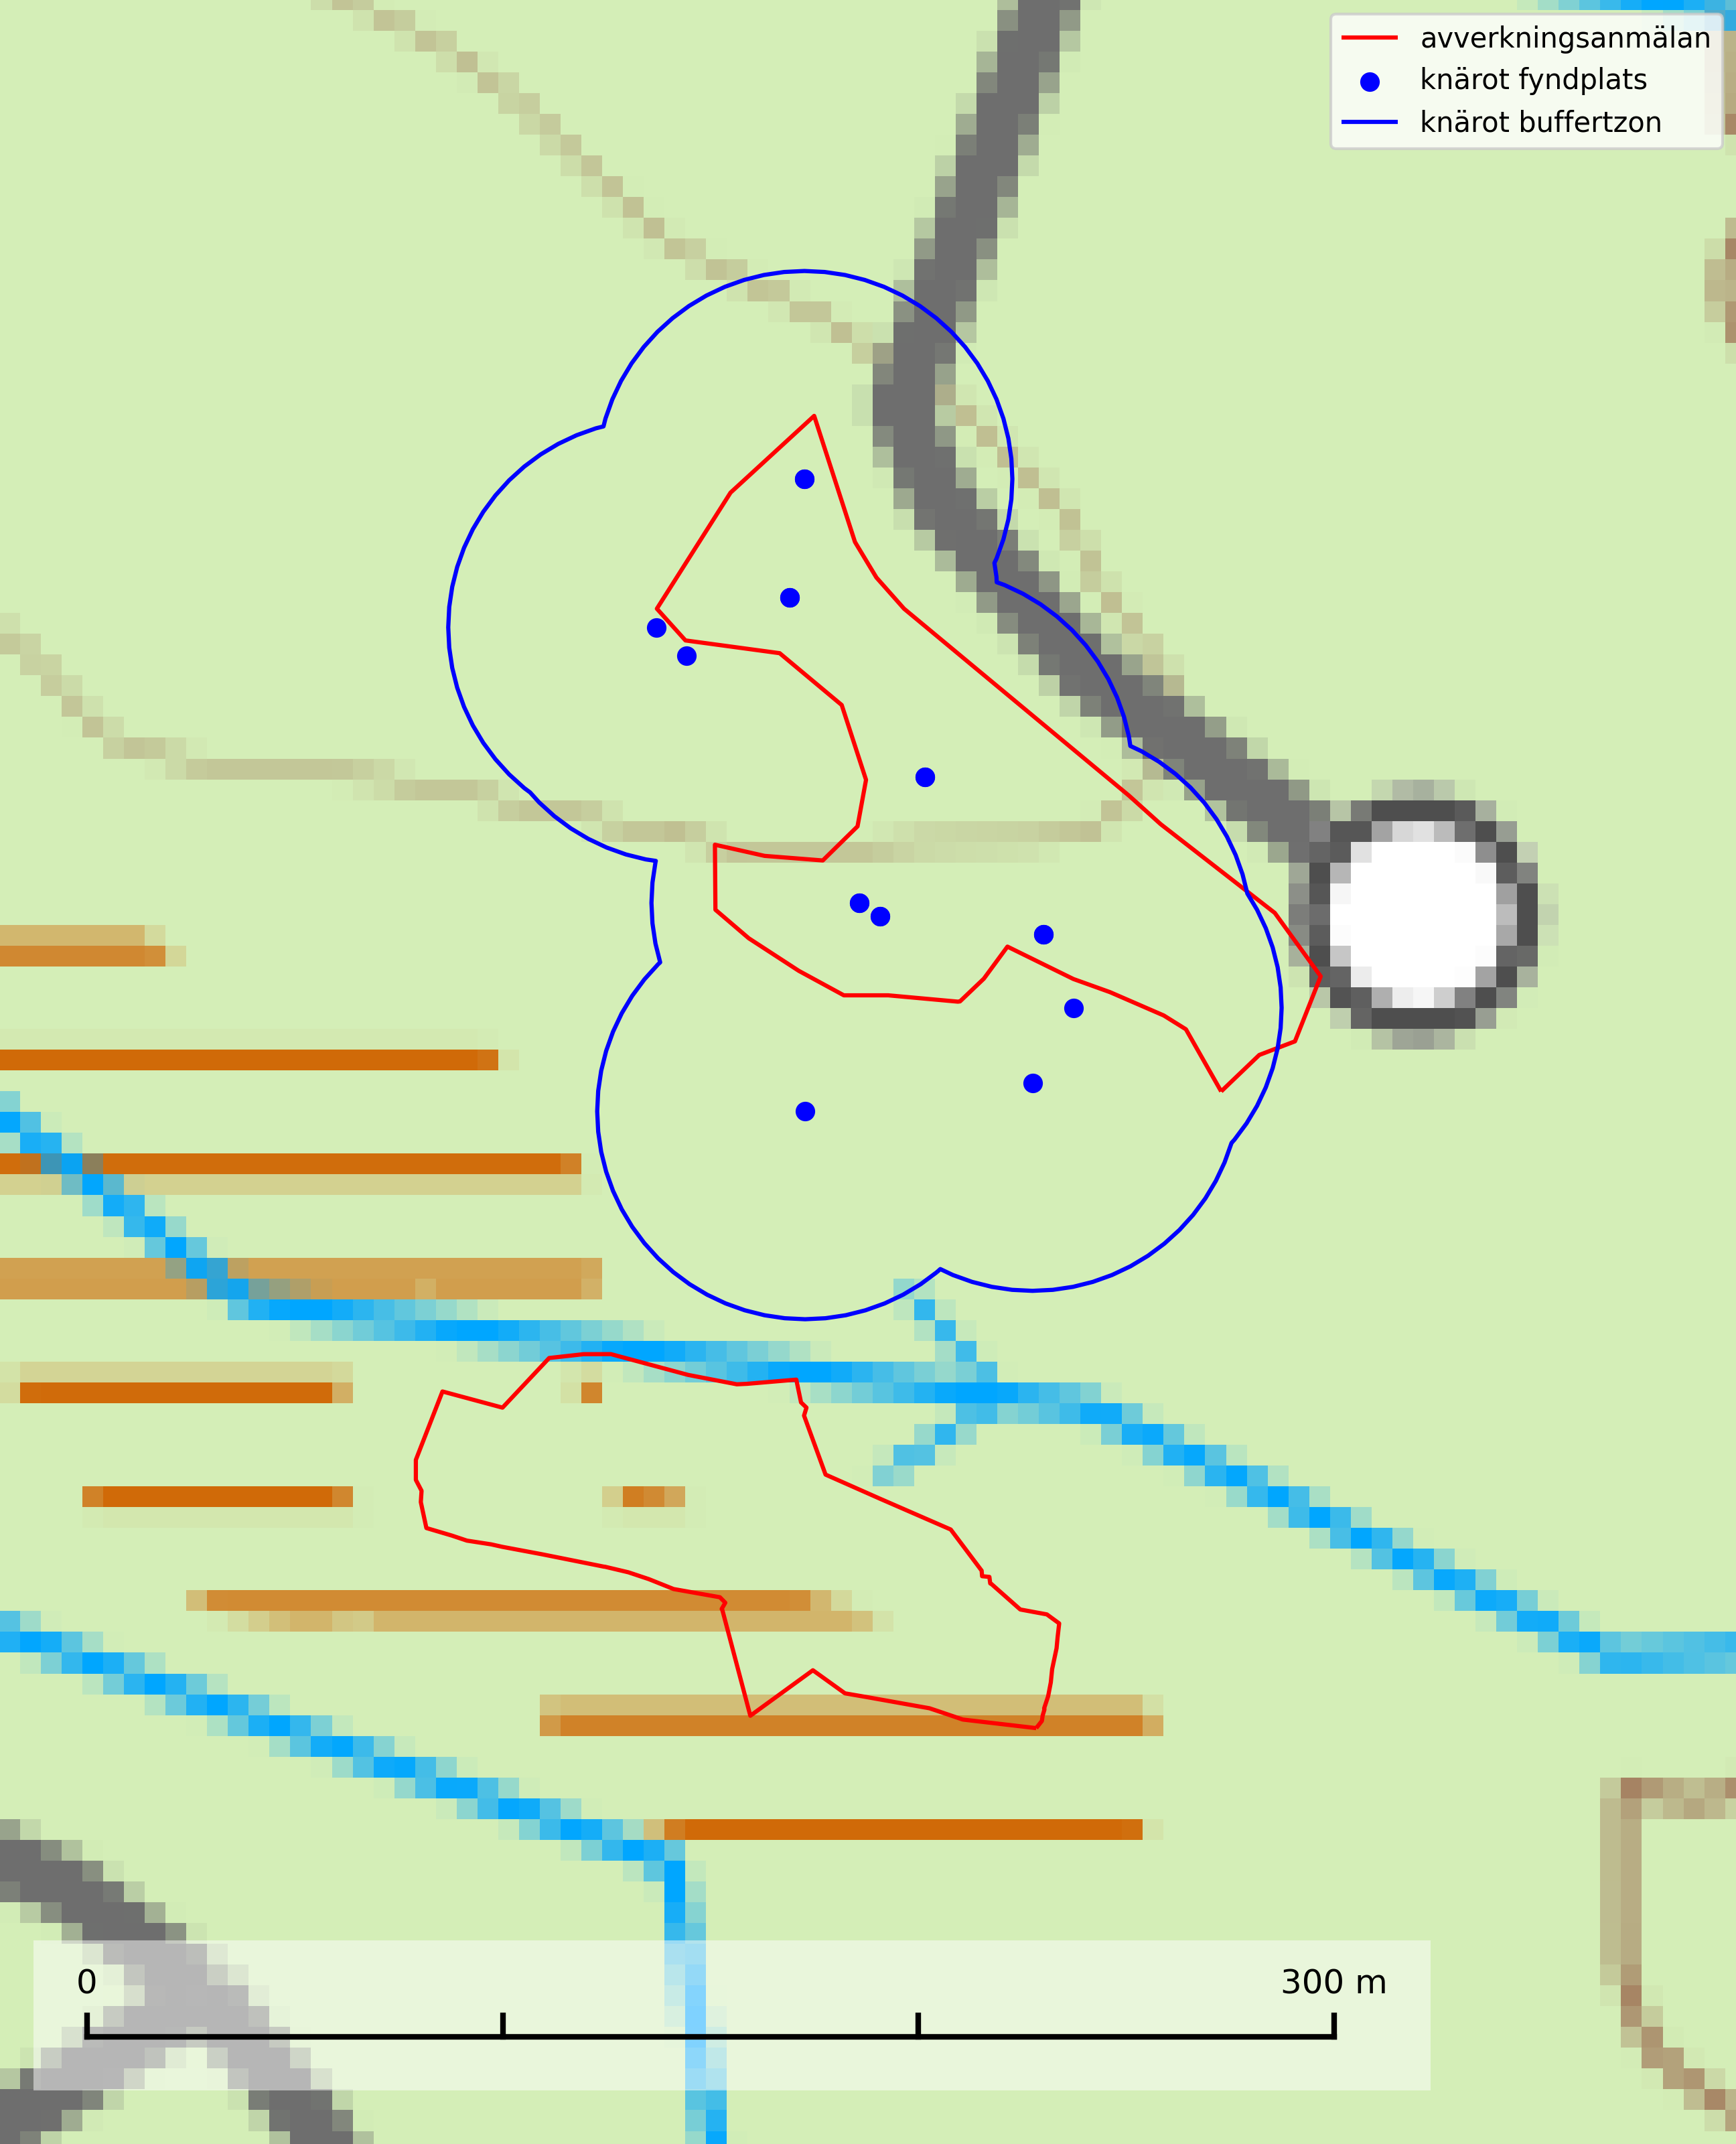 avverkningsanmälan
knärot fyndplats
knärot buffertzon
0 300 m